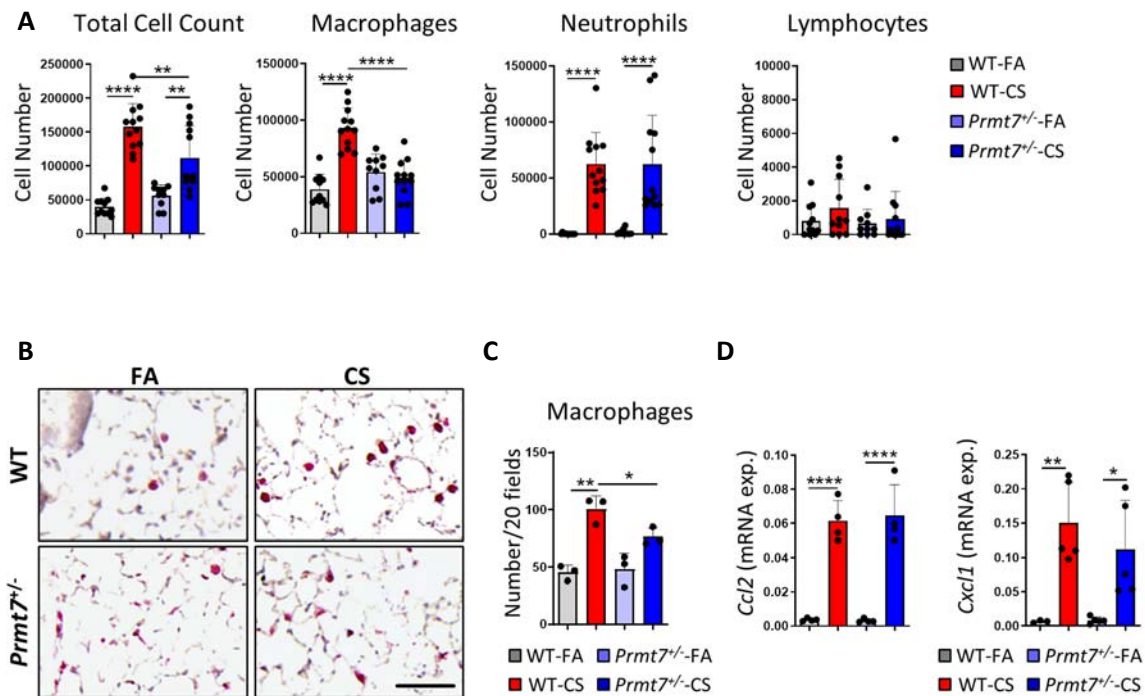 A
Total Cell Count
Macrophages
Neutrophils
Lymphocytes
Cell Number
250000
200000
150000
100000
50000
0
****
**
**
Cell Number
250000
200000
150000
100000
50000
0
****
****
Cell Number
150000
100000
50000
0
****
****
Cell Number
10000
8000
6000
4000
2000
0
WT-FA
WT-CS
Prmt7+/--FA
Prmt7+/--CS
B
FA
CS
WT
Prmt7+/-
C
Macrophages
Number/20 fields
150
100
50
0
**
*
WT-FA
Prmt7+/--FA
WT-CS
Prmt7+/--CS
D
Ccl2 (mRNA exp.)
0.10
0.08
0.06
0.04
0.02
0.00
****
****
Cxcl1 (mRNA exp.)
0.25
0.20
0.15
0.10
0.05
0.00
**
*
WT-FA
Prmt7+/--FA
WT-CS
Prmt7+/--CS